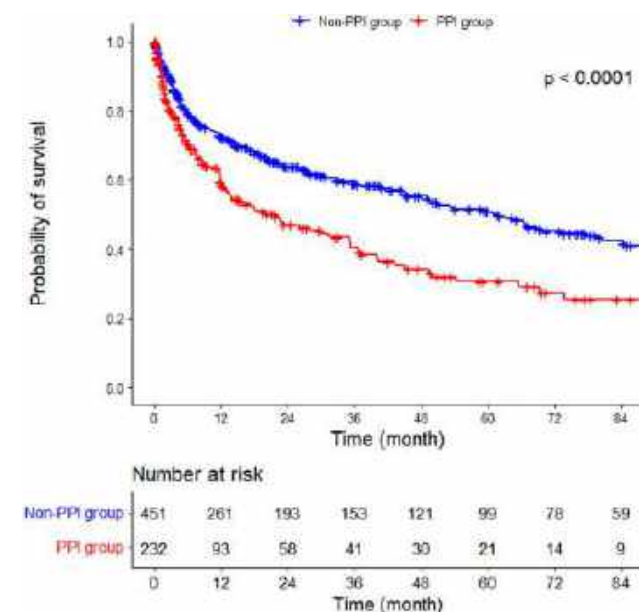 Non-PPI group PPI group
p < 0.0001
Probability of survival
1.0
0.8
0.6
0.4
0.2
0.0
0 12 24 36 48 60 72 84
Time (month)
Number at risk
Non-PPI group 451 261 193 153 121 99 78 59
PPI group 232 93 58 41 30 21 14 9
0 12 24 36 48 60 72 84
Time (month)